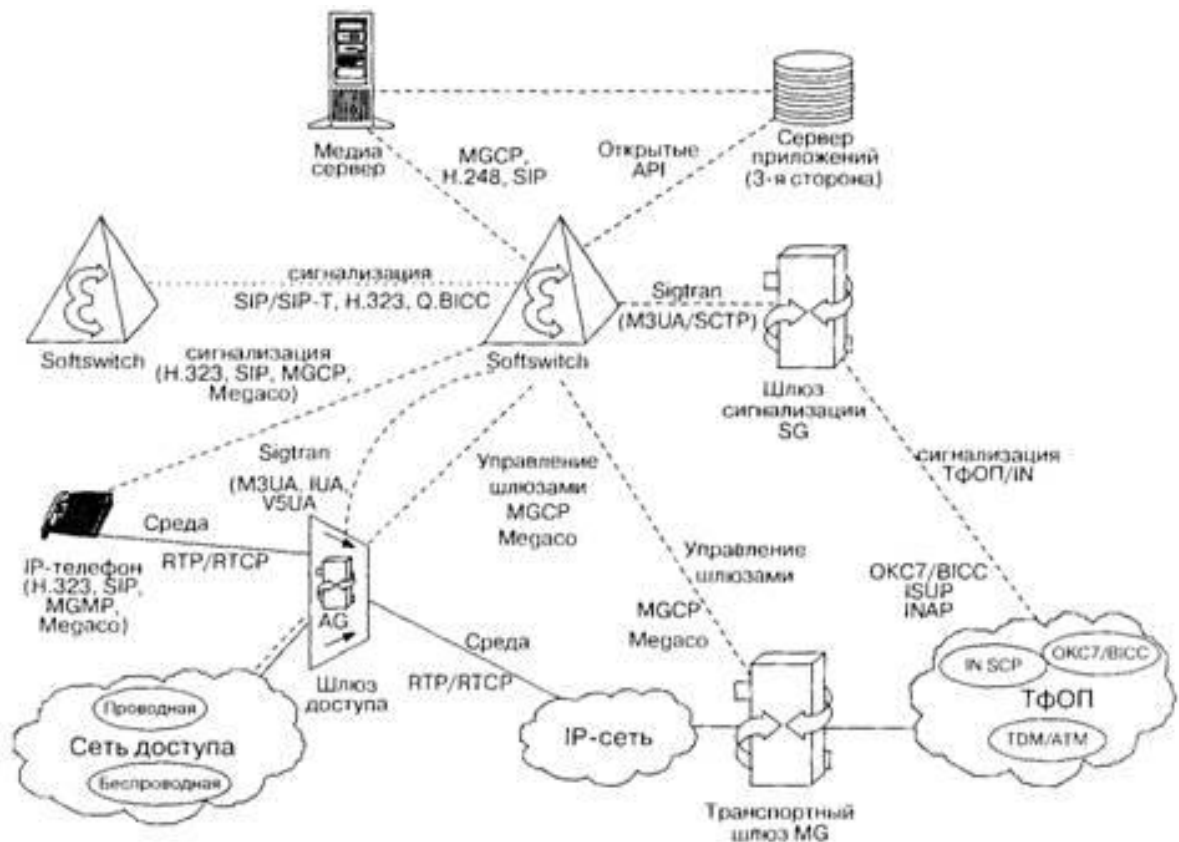 Медиа
сервер
MGCP,
H.248, SIP
Открытые
API
Сервер
приложений
(3-я сторона)
сигнализация
SIP/SIP-T, H.323, Q.BICC
Softswitch
Softswitch
Sigtran
(M3UA/SCTP)
Шлюз
сигнализации
SG
сигнализация
(H.323, SIP, MGCP,
Megaco)
Sigtran
(M3UA, IUA,
V5UA
Управление
шлюзами
MGCP
Megaco
сигнализация
ТфОП/IN
Среда
RTP/RTCP
IP-телефон
(H.323, SIP,
MGMP,
Megaco)
AG
Шлюз
доступа
Управление
шлюзами
MGCP
Megaco
ОКС7/BICC
ISUP
INAP
Среда
RTP/RTCP
IN SCP
ОКС7/BICC
ТфОП
TDM/ATM
Проводная
Сеть доступа
Беспроводная
IP-сеть
Транспортный
шлюз MG